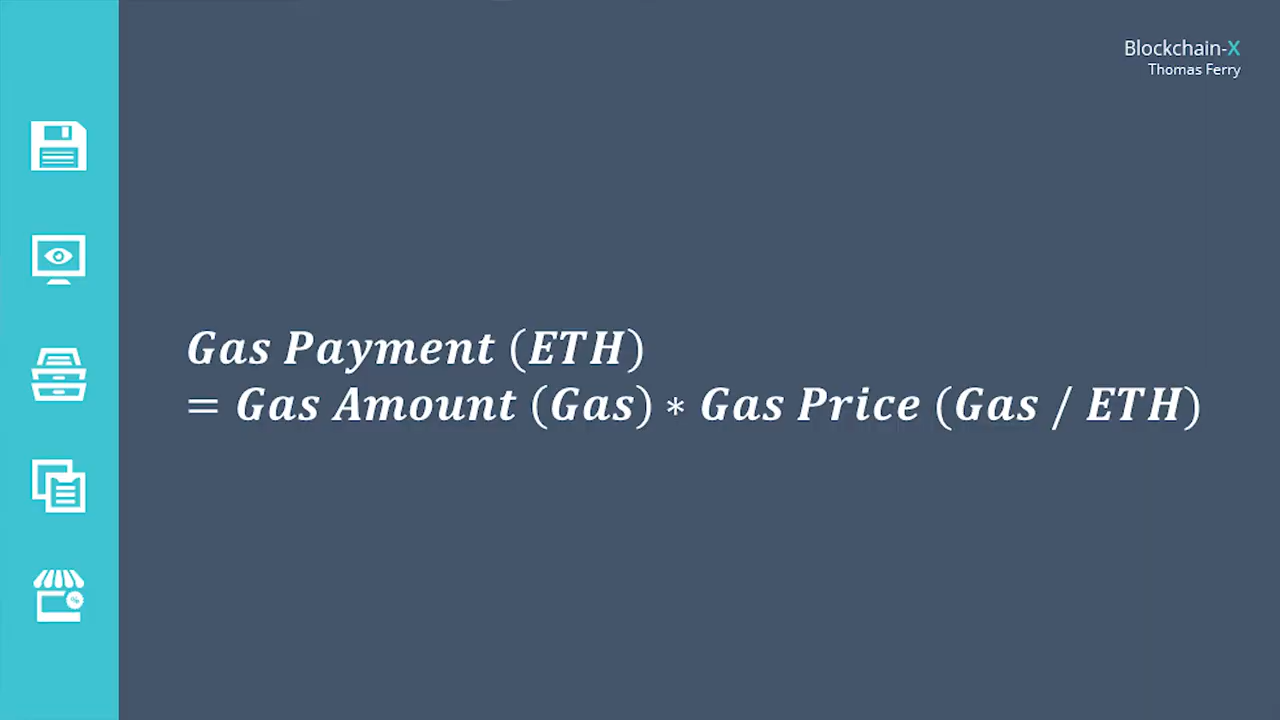 Blockchain-X
Thomas Ferry
Gas Payment (ETH)
= Gas Amount (Gas) * Gas Price (Gas / ETH)
%